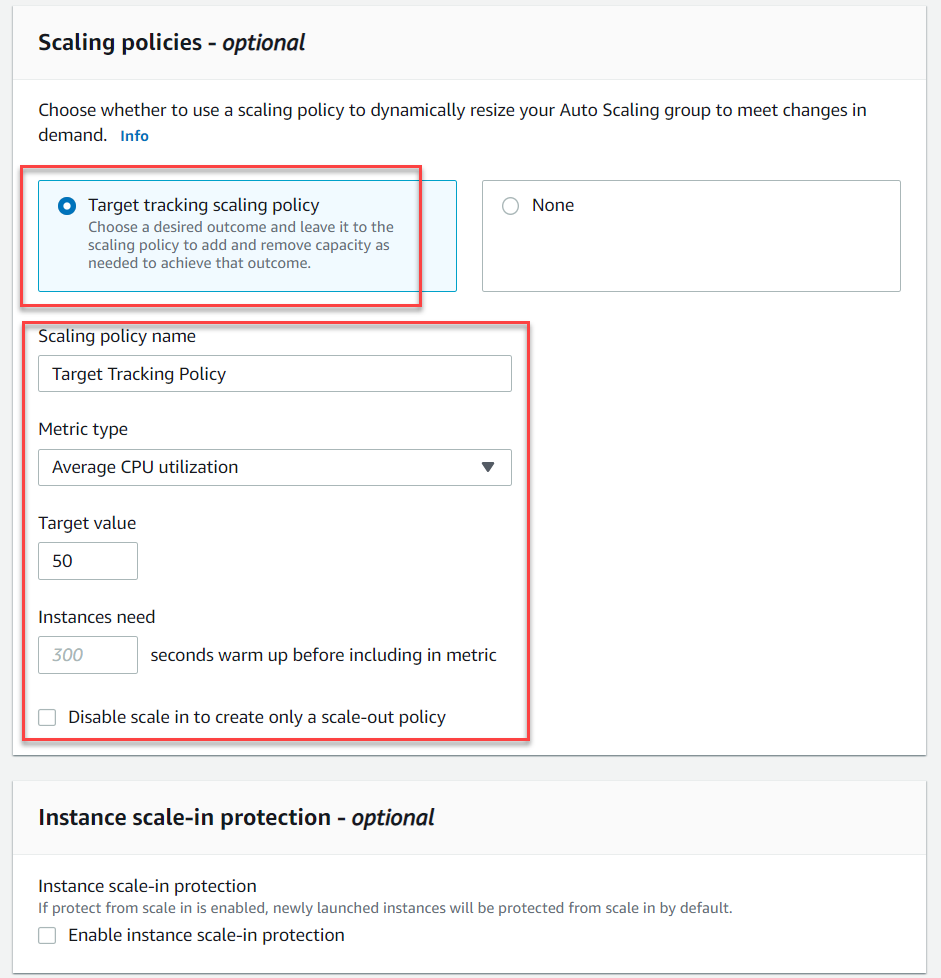 Scaling policies - optional
Choose whether to use a scaling policy to dynamically resize your Auto Scaling group to meet changes in
demand. Info
Target tracking scaling policy
Choose a desired outcome and leave it to the
scaling policy to add and remove capacity as
needed to achieve that outcome.
None
Scaling policy name
Target Tracking Policy
Metric type
Average CPU utilization
Target value
50
Instances need
300 seconds warm up before including in metric
Disable scale in to create only a scale-out policy
Instance scale-in protection - optional
Instance scale-in protection
If protect from scale in is enabled, newly launched instances will be protected from scale in by default.
Enable instance scale-in protection